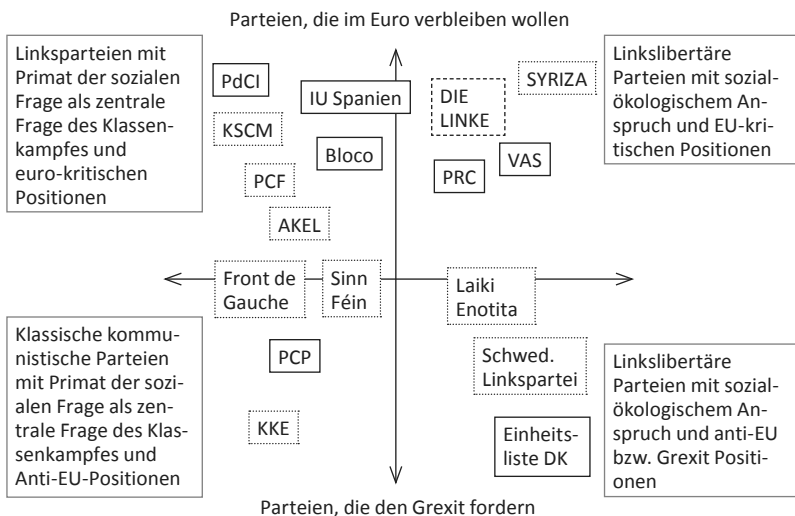 Parteien, die im Euro verbleiben wollen
Linksparteien mit
Primat der sozialen
Frage als zentrale
Frage des Klassen-
kampfes und
euro-kritischen
Positionen
PdCI
KSCM
PCF
AKEL
IU Spanien
Bloco
DIE
LINKE
SYRIZA
PRC
VAS
Linkslibertäre
Parteien mit sozial-
ökologischem An-
spruch und EU-kri-
tischen Positionen
Front de
Gauche
Sinn
Féin
Laiki
Enotita
Klassische kommu-
nistische Parteien
mit Primat der sozi-
alen Frage als zen-
trale Frage des Klas-
senkampfes und
Anti-EU-Positionen
PCP
KKE
Schwed.
Linkspartei
Einheits-
liste DK
Linkslibertäre
Parteien mit sozial-
ökologischem An-
spruch und anti-EU
bzw. Grexit Positi-
onen
Parteien, die den Grexit fordern